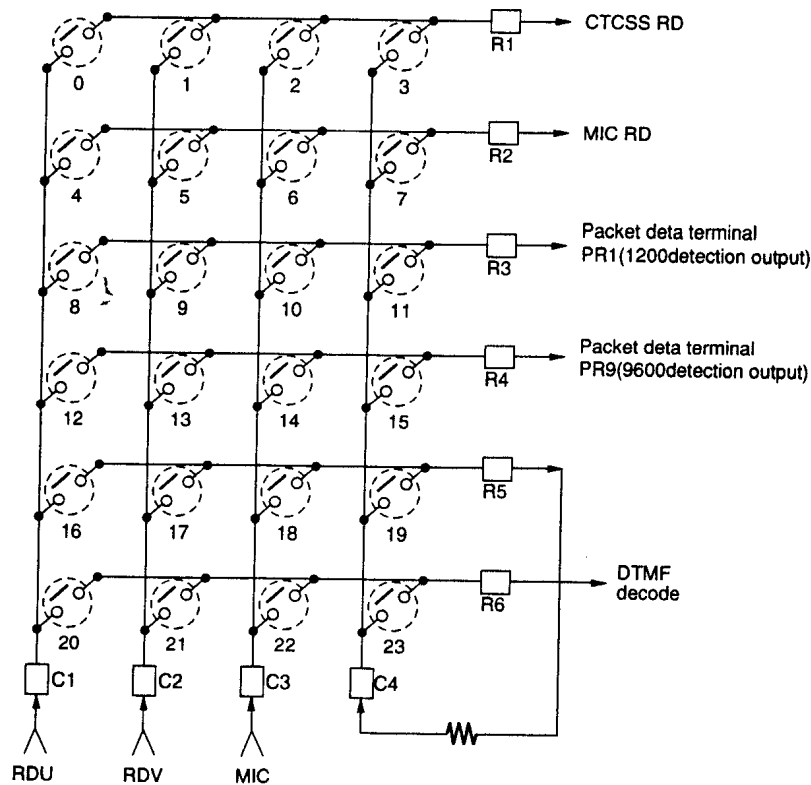 R1 CTCSS RD
0 1 2 3
R2 MIC RD
4 5 6 7
Packet deta terminal
R3 PR1(1200detection output)
8 9 10 11
Packet deta terminal
R4 PR9(9600detection output)
12 13 14 15
R5
16 17 18 19
DTMF
R6 decode
20 21 22 23
C1 C2 C3 C4
RDU RDV MIC